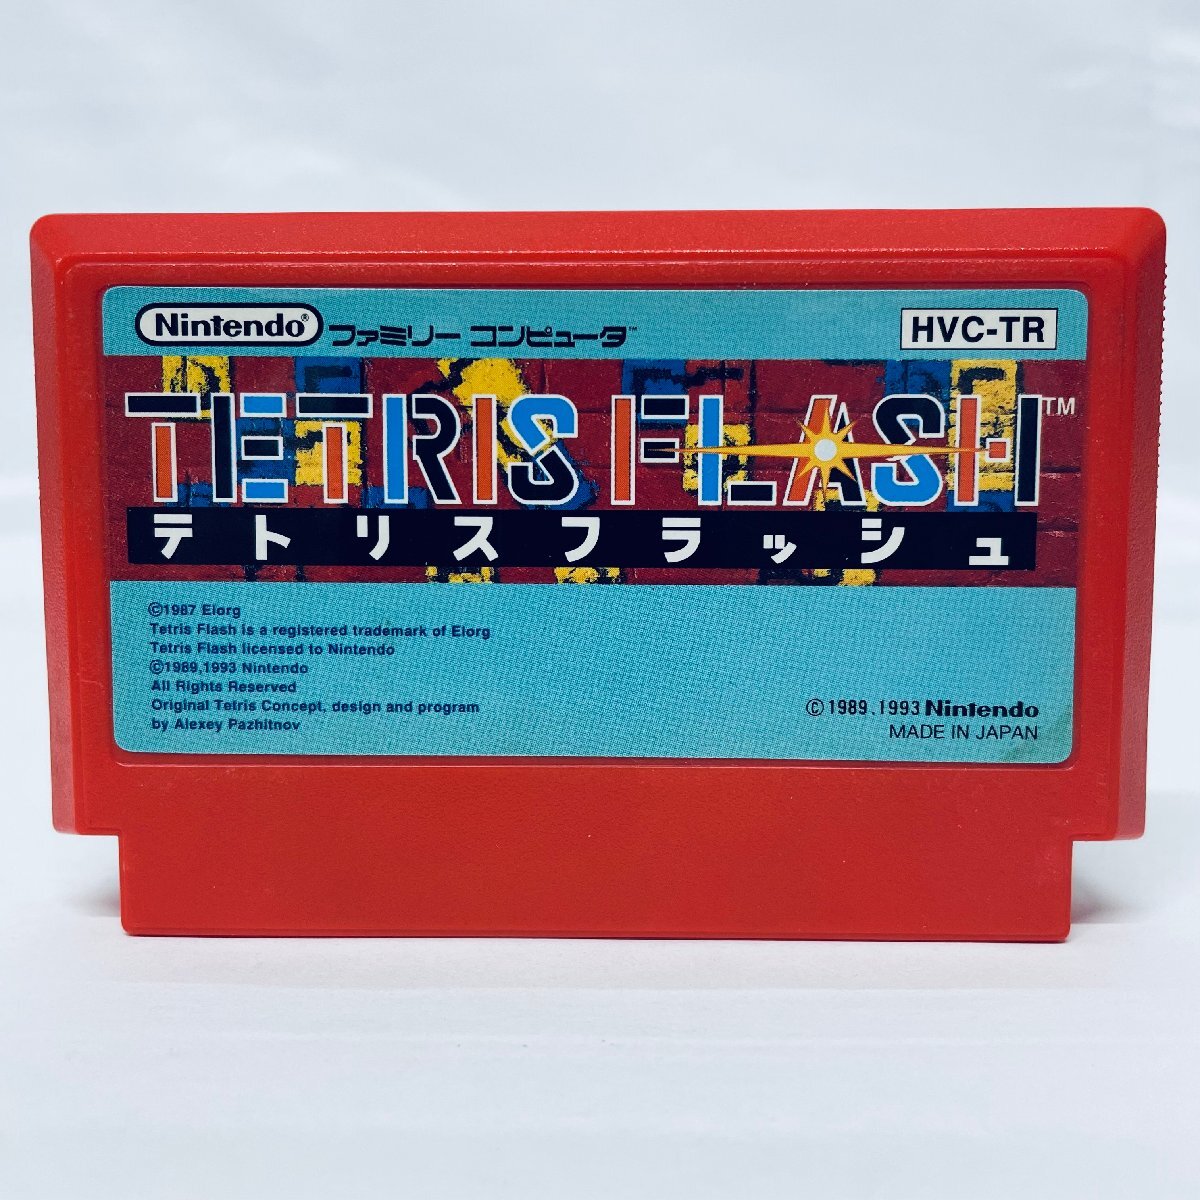 Nintendo® ファミリー コンピュータ™
HVC-TR
TETRIS FLASH™
テトリスフラッシュ
©1987 Elorg
Tetris Flash is a registered trademark of Elorg
Tetris Flash licensed to Nintendo
©1989,1993 Nintendo
All Rights Reserved
Original Tetris Concept, design and program
by Alexey Pazhitnov
© 1989,1993 Nintendo
MADE IN JAPAN